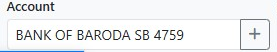 Account
BANK OF BARODA SB 4759
+